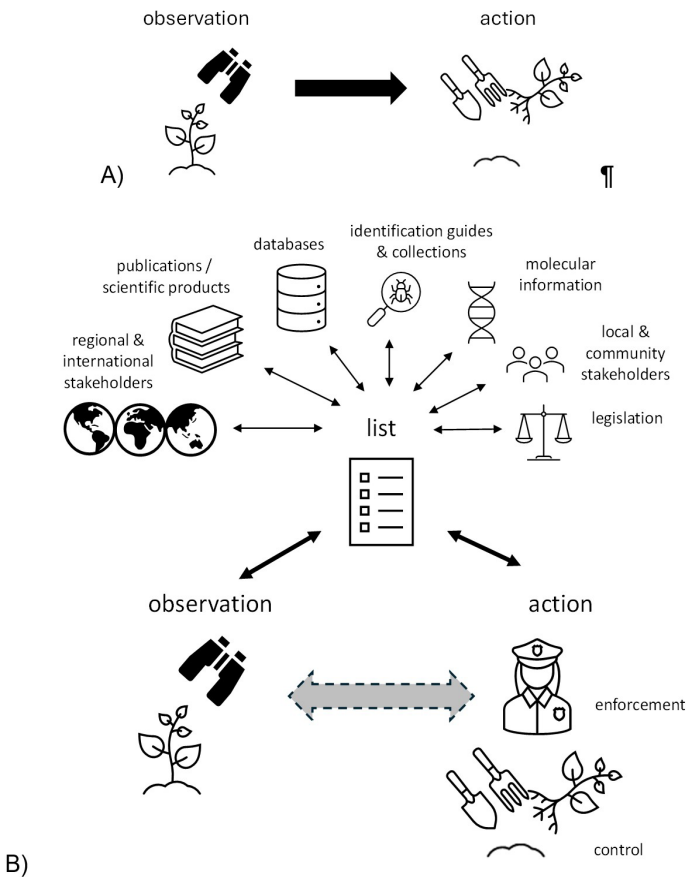 observation
action
A)
¶
identification guides
& collections
databases
molecular
information
publications /
scientific products
local &
community
stakeholders
regional &
international
stakeholders
legislation
list
observation
action
enforcement
control
B)